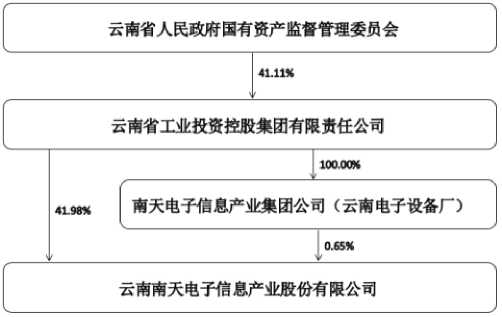 云南省人民政府国有资产监督管理委员会
41.11%
云南省工业投资控股集团有限责任公司
100.00%
南天电子信息产业集团公司（云南电子设备厂）
41.98%
0.65%
云南南天电子信息产业股份有限公司